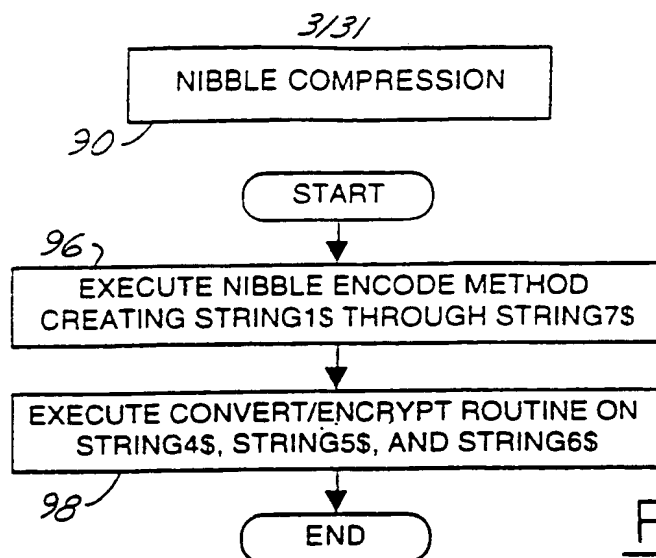 3/31
NIBBLE COMPRESSION
90
START
96
EXECUTE NIBBLE ENCODE METHOD
CREATING STRING1$ THROUGH STRING7$
EXECUTE CONVERT/ENCRYPT ROUTINE ON
STRING4$, STRING5$, AND STRING6$
98
END
F